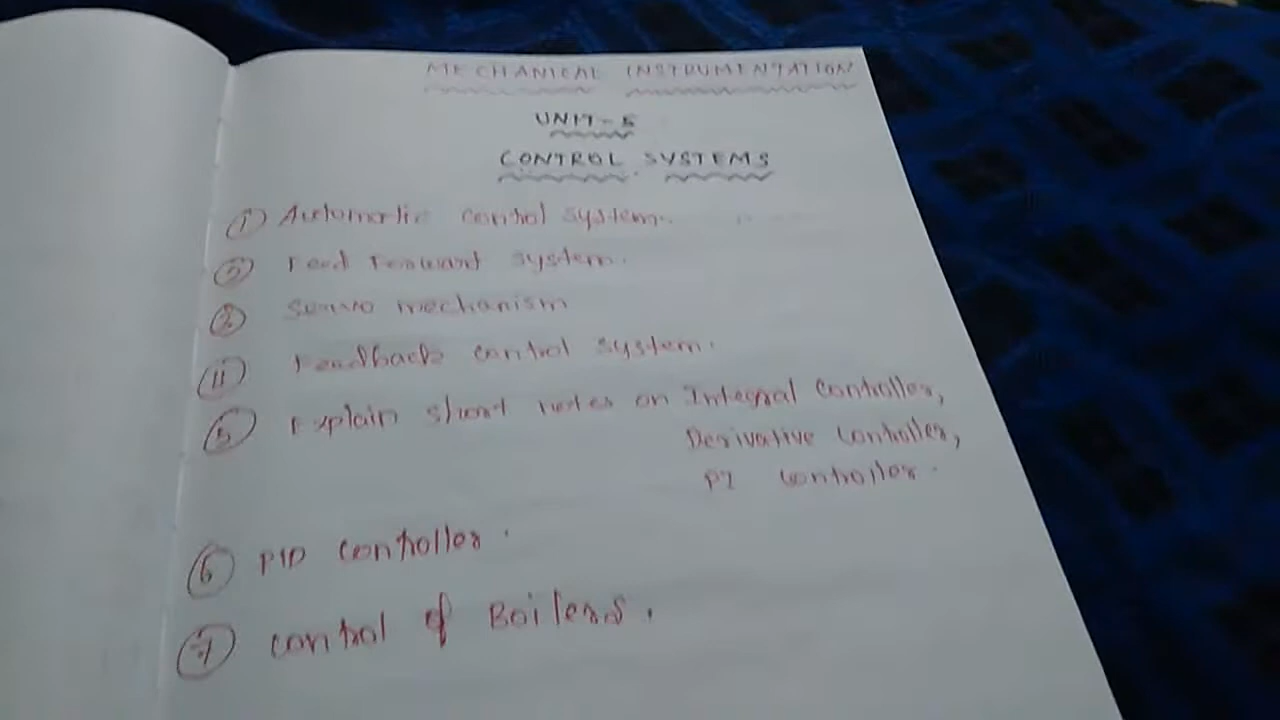 MECHANICAL INSTRUMENTATION
UNIT-5
CONTROL SYSTEMS
① Automatic control system.
② Feed Forward system.
③ Servo mechanism
④ Feedback control system.
⑤ Explain short notes on Integral Controller,
Derivative Controller,
PI Controller.
⑥ PID Controller.
⑦ Control of Boilers.